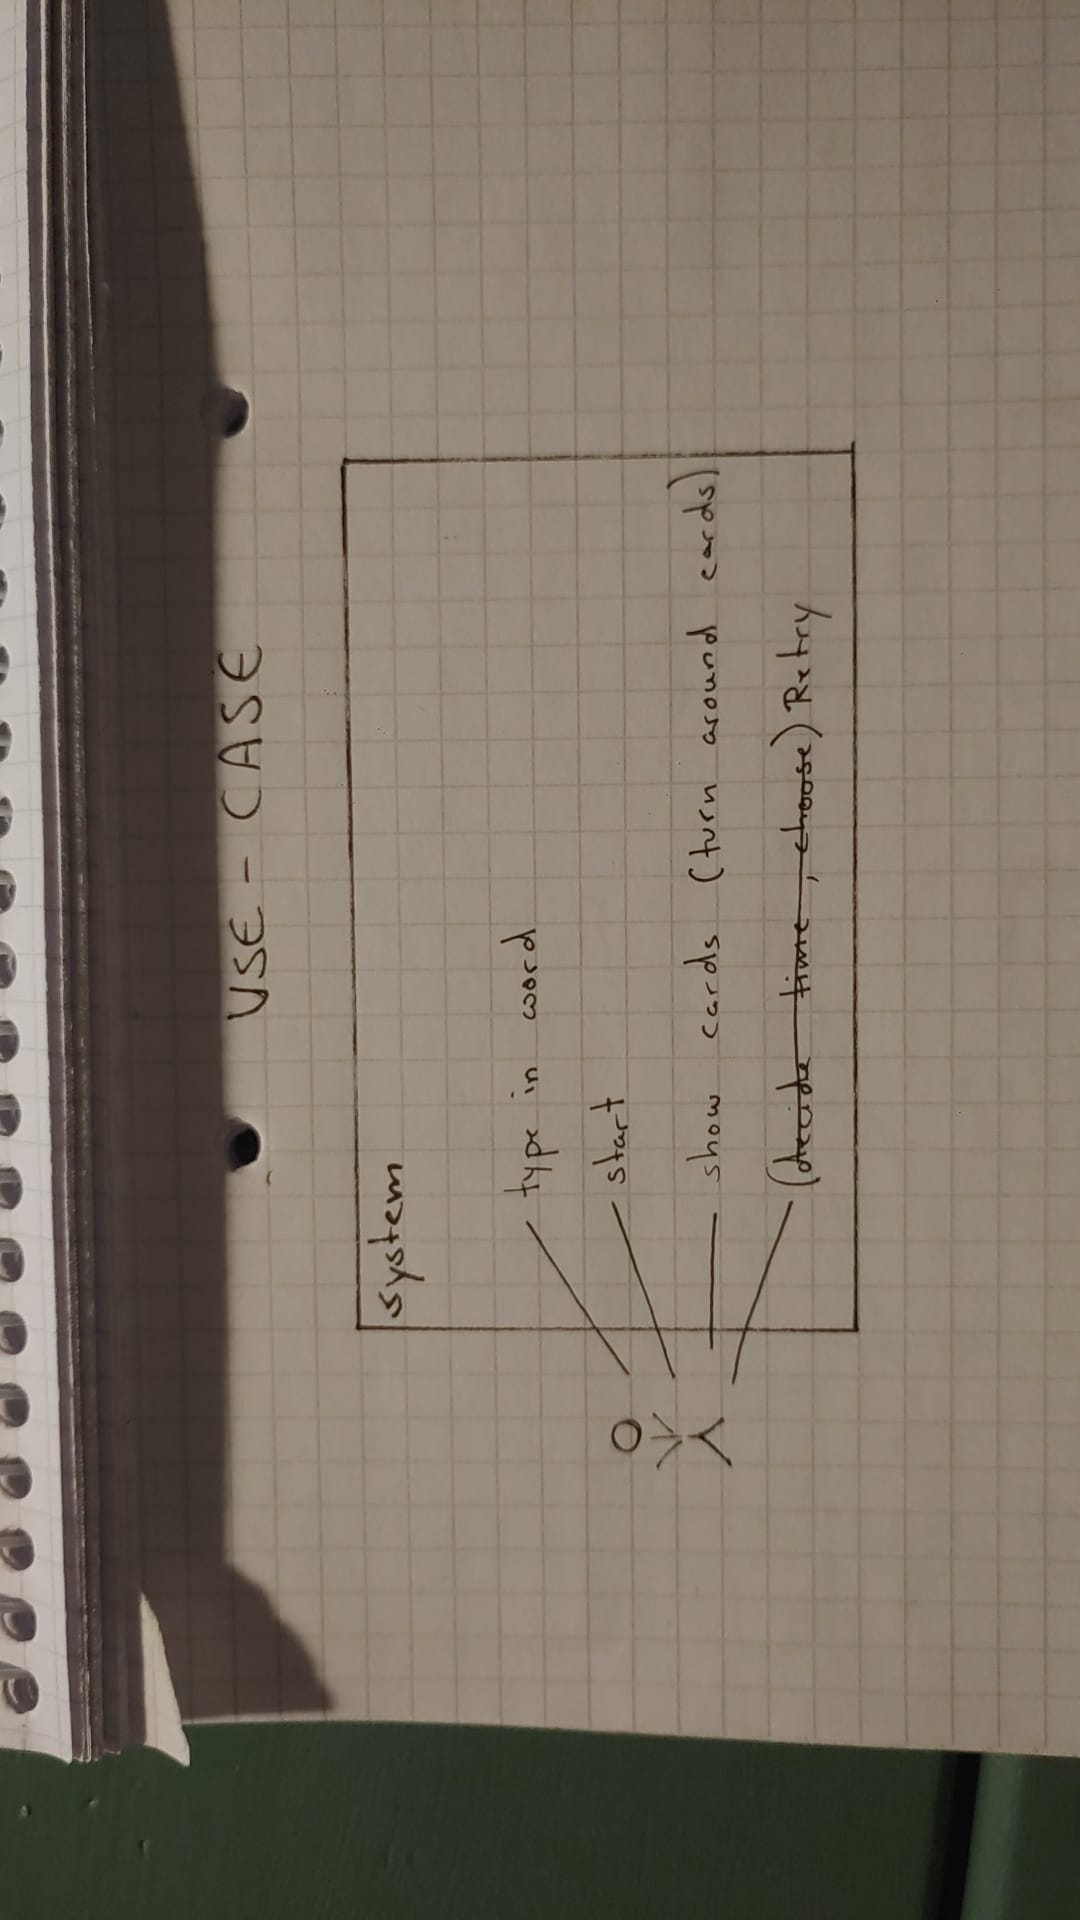 USE-CASE
System
type in word
start
show cards (turn around cards)
(decide time, choose) Retry